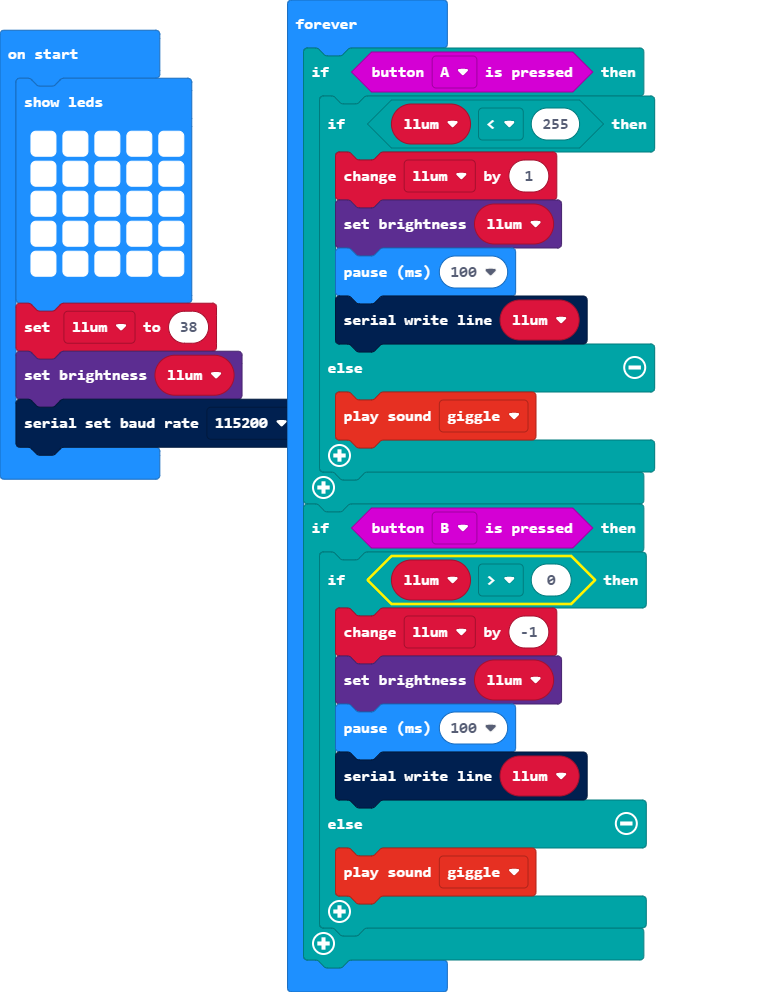 on start
show leds
set llum to 38
set brightness llum
serial set baud rate 115200
forever
if button A is pressed then
if llum < 255 then
change llum by 1
set brightness llum
pause (ms) 100
serial write line llum
else
play sound giggle
if button B is pressed then
if llum > 0 then
change llum by -1
set brightness llum
pause (ms) 100
serial write line llum
else
play sound giggle